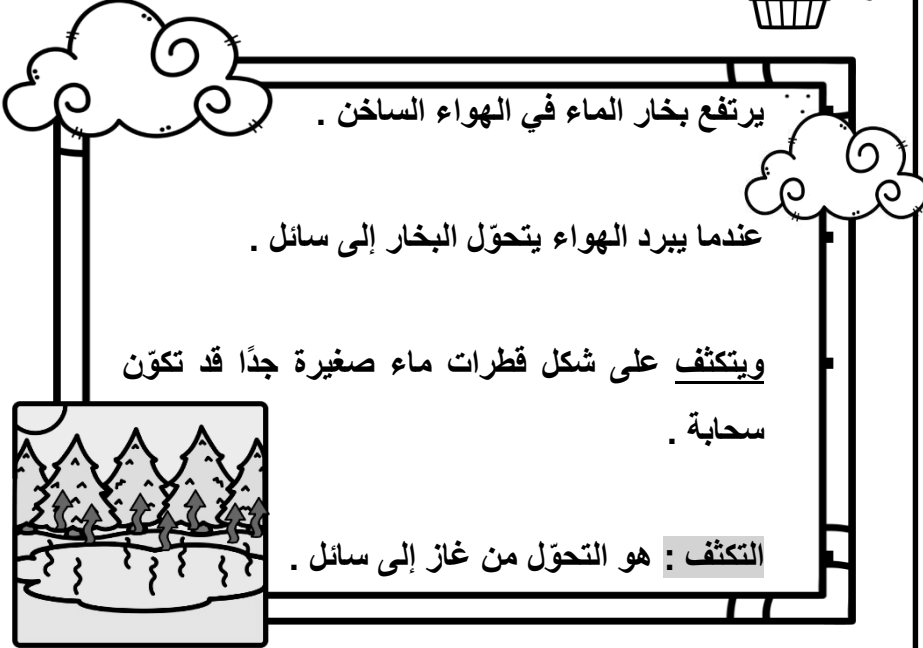 يرتفع بخار الماء في الهواء الساخن .
عندما يبرد الهواء يتحوّل البخار إلى سائل .
ويتكثف على شكل قطرات ماء صغيرة جدًا قد تكوّن
سحابة .
التكثف : هو التحوّل من غاز إلى سائل .